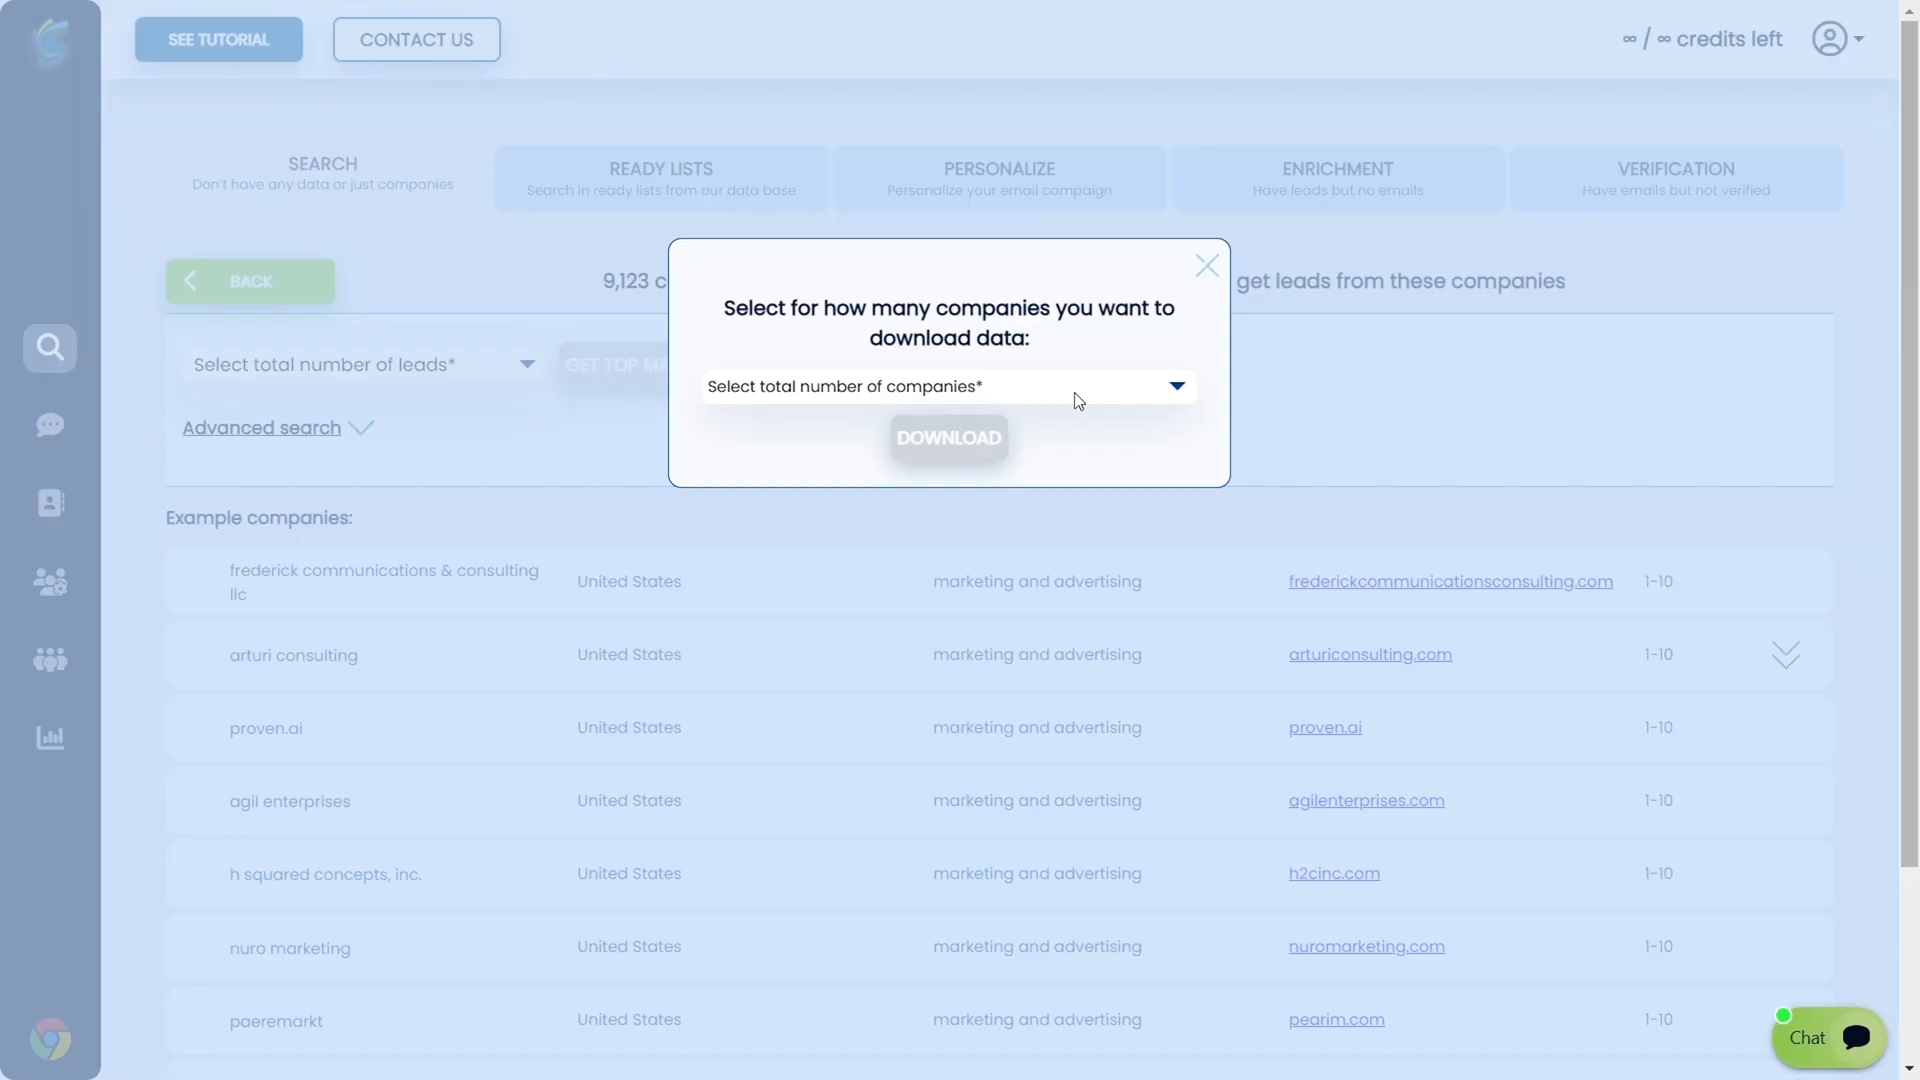 SEE TUTORIAL
CONTACT US
∞ / ∞ credits left
SEARCH
Don't have any data or just companies
READY LISTS
Search in ready lists from our data base
PERSONALIZE
Personalize your email campaign
ENRICHMENT
Have leads but no emails
VERIFICATION
Have emails but not verified
BACK
9,123 c
get leads from these companies
Select for how many companies you want to
download data:
Select total number of leads*
GET TOP MA
Select total number of companies*
Advanced search
DOWNLOAD
Example companies:
frederick communications & consulting
llc
United States
marketing and advertising
frederickcommunicationsconsulting.com
1-10
arturi consulting
United States
marketing and advertising
arturiconsulting.com
1-10
proven.ai
United States
marketing and advertising
proven.ai
1-10
agil enterprises
United States
marketing and advertising
agilenterprises.com
1-10
h squared concepts, inc.
United States
marketing and advertising
h2cinc.com
1-10
nuro marketing
United States
marketing and advertising
nuromarketing.com
1-10
paeremarkt
United States
marketing and advertising
pearim.com
1-10
Chat